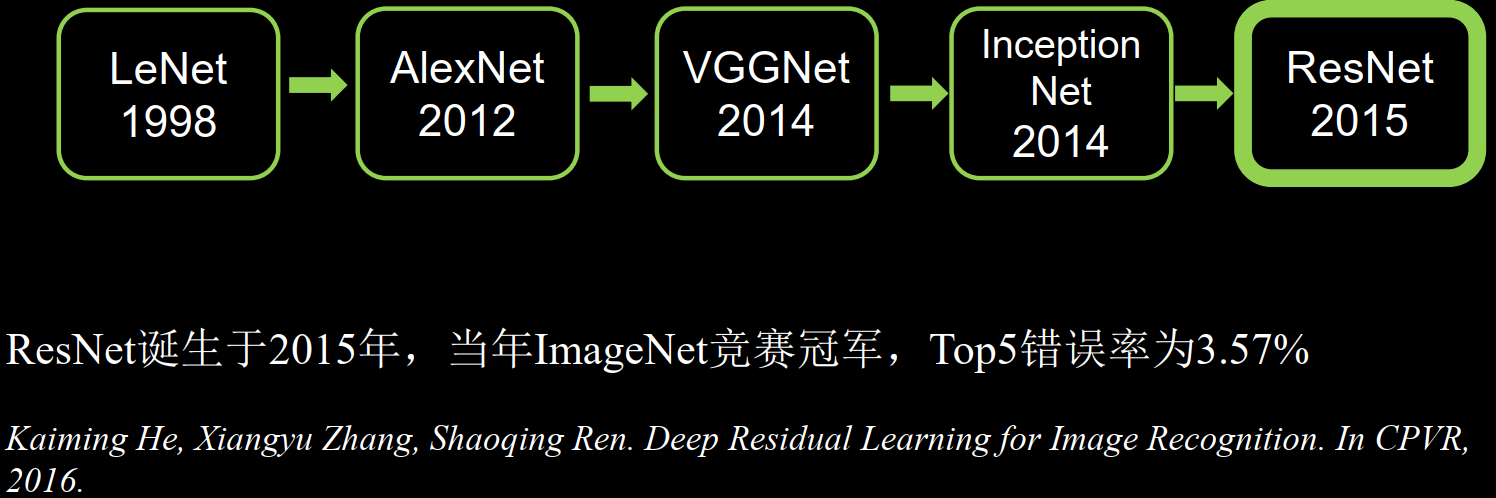 LeNet
1998
AlexNet
2012
VGGNet
2014
Inception
Net
2014
ResNet
2015
ResNet诞生于2015年，当年ImageNet竞赛冠军，Top5错误率为3.57%
Kaiming He, Xiangyu Zhang, Shaoqing Ren. Deep Residual Learning for Image Recognition. In CPVR,
2016.